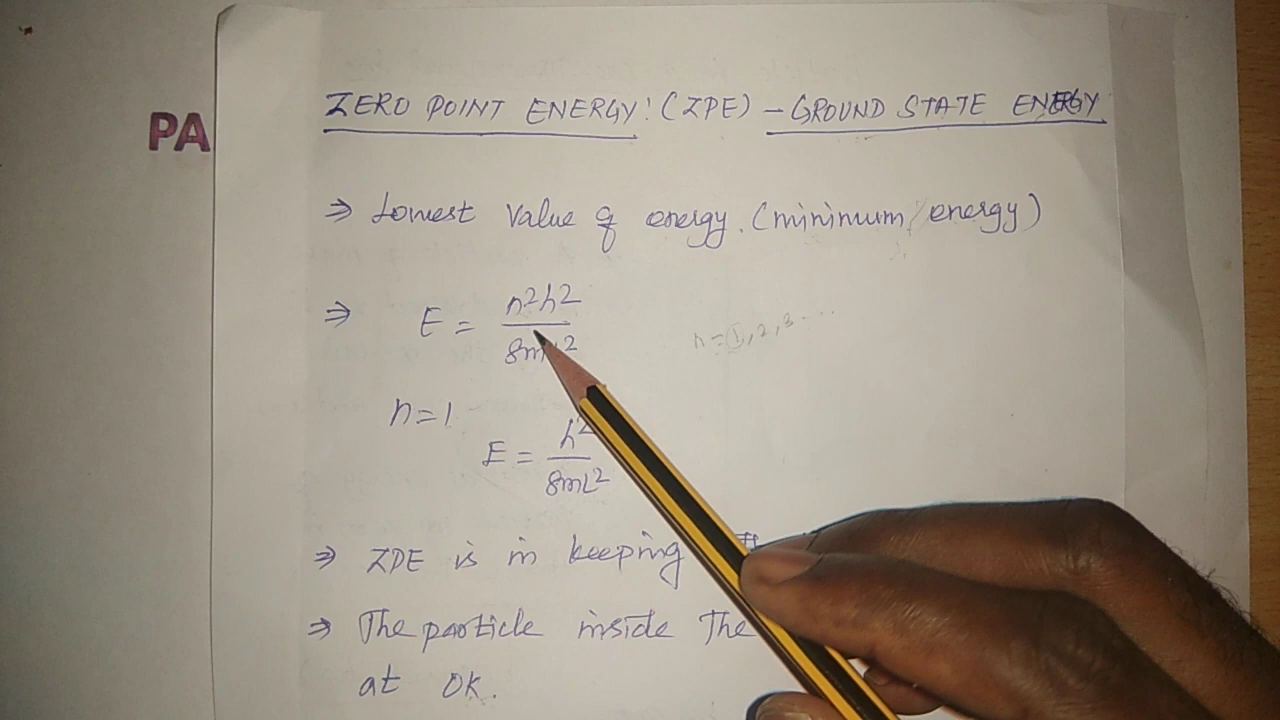 PA
ZERO POINT ENERGY: (ZPE) - GROUND STATE ENERGY
⇒ Lowest value of energy. (minimum energy)
⇒ E = n²h² / 8mL²
n = 1, 2, 3 ....
n = 1
E = h² / 8mL²
⇒ ZPE is in keeping
⇒ The particle inside the
at 0K.